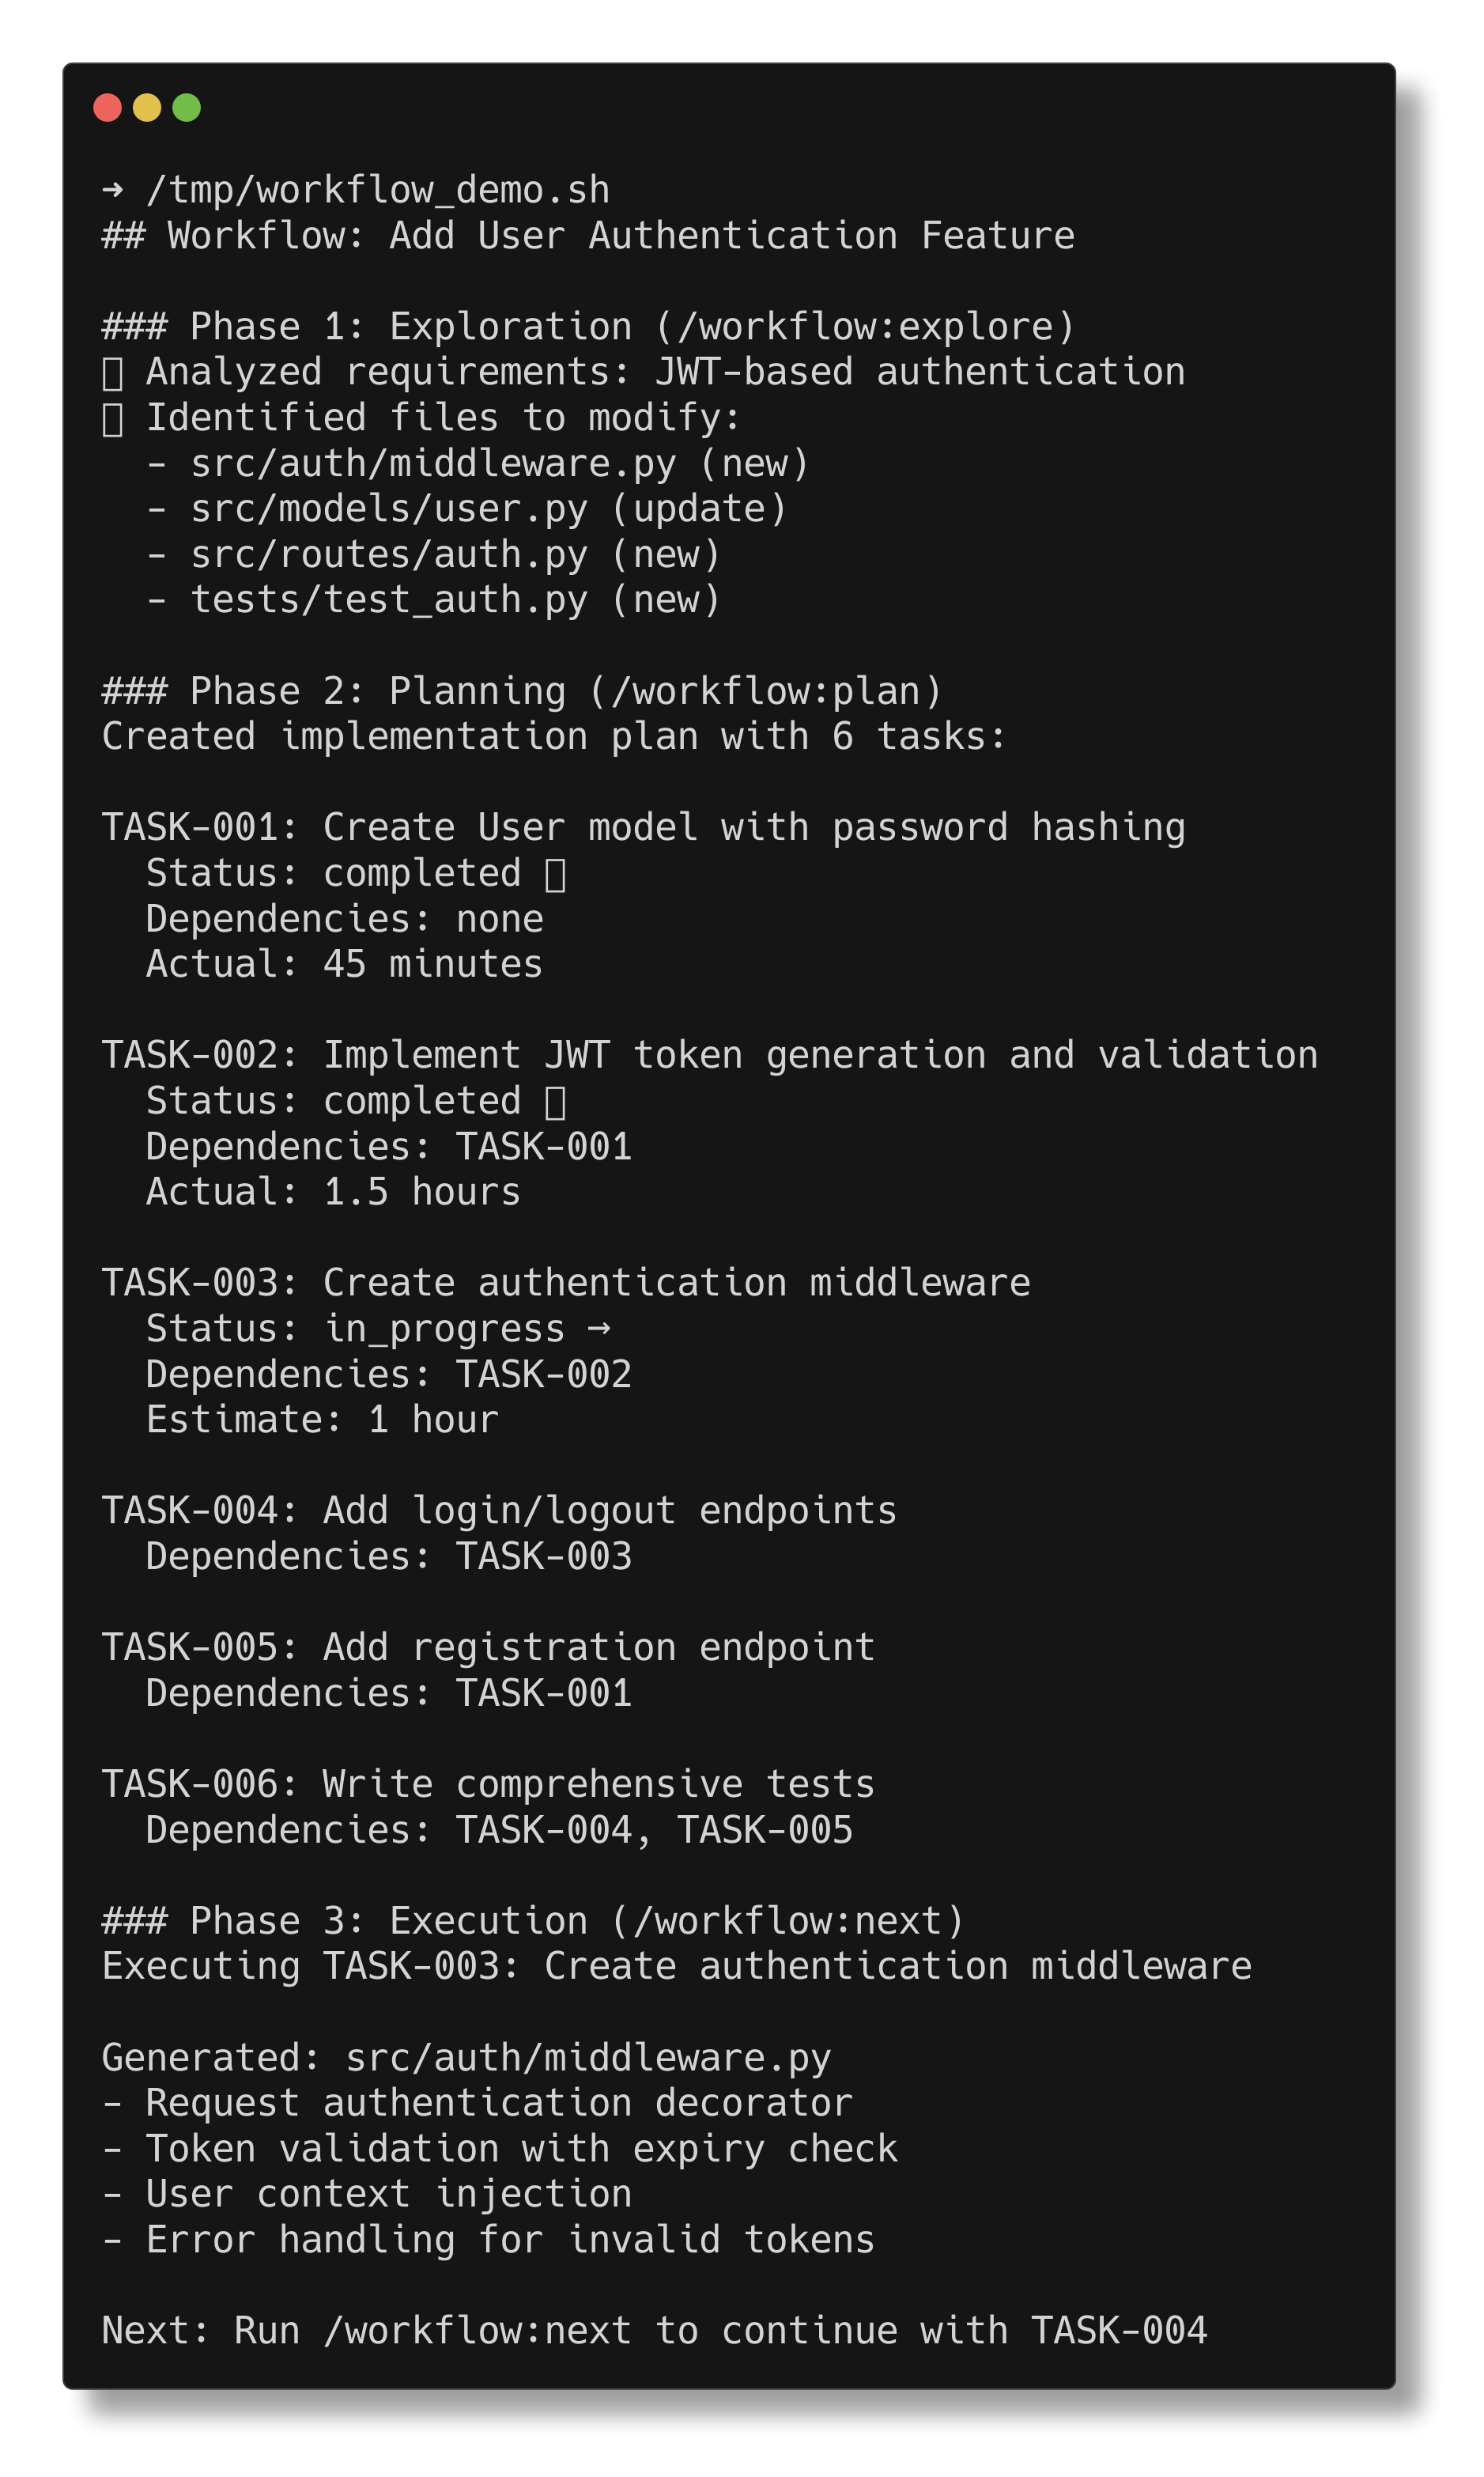 ➜ /tmp/workflow_demo.sh
## Workflow: Add User Authentication Feature

### Phase 1: Exploration (/workflow:explore)
▯ Analyzed requirements: JWT-based authentication
▯ Identified files to modify:
  - src/auth/middleware.py (new)
  - src/models/user.py (update)
  - src/routes/auth.py (new)
  - tests/test_auth.py (new)

### Phase 2: Planning (/workflow:plan)
Created implementation plan with 6 tasks:

TASK-001: Create User model with password hashing
  Status: completed ▯
  Dependencies: none
  Actual: 45 minutes

TASK-002: Implement JWT token generation and validation
  Status: completed ▯
  Dependencies: TASK-001
  Actual: 1.5 hours

TASK-003: Create authentication middleware
  Status: in_progress →
  Dependencies: TASK-002
  Estimate: 1 hour

TASK-004: Add login/logout endpoints
  Dependencies: TASK-003

TASK-005: Add registration endpoint
  Dependencies: TASK-001

TASK-006: Write comprehensive tests
  Dependencies: TASK-004, TASK-005

### Phase 3: Execution (/workflow:next)
Executing TASK-003: Create authentication middleware

Generated: src/auth/middleware.py
- Request authentication decorator
- Token validation with expiry check
- User context injection
- Error handling for invalid tokens

Next: Run /workflow:next to continue with TASK-004